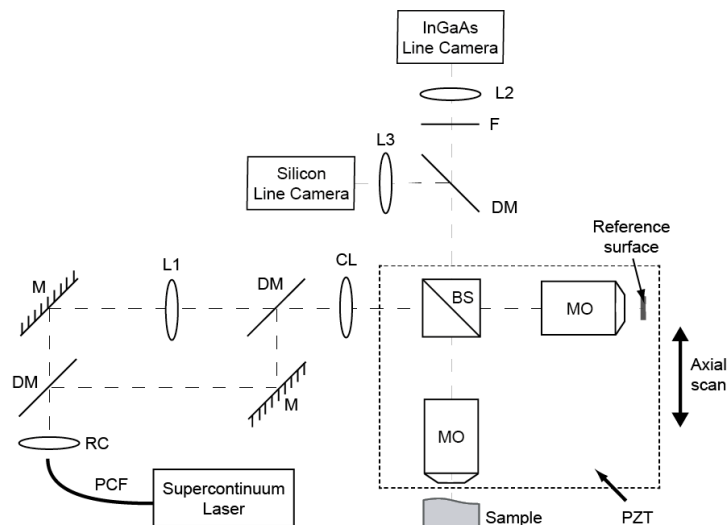 InGaAs
Line Camera
L2
F
L3
Silicon
Line Camera
DM
Reference
surface
M
L1
DM
CL
BS
MO
Axial
scan
DM
M
MO
RC
PCF
Supercontinuum
Laser
Sample
PZT